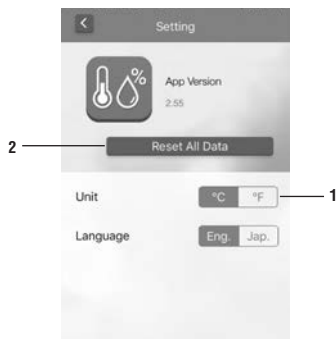 Setting
%
App Version
2.55
2
Reset All Data
Unit
°C °F
1
Language
Eng. Jap.